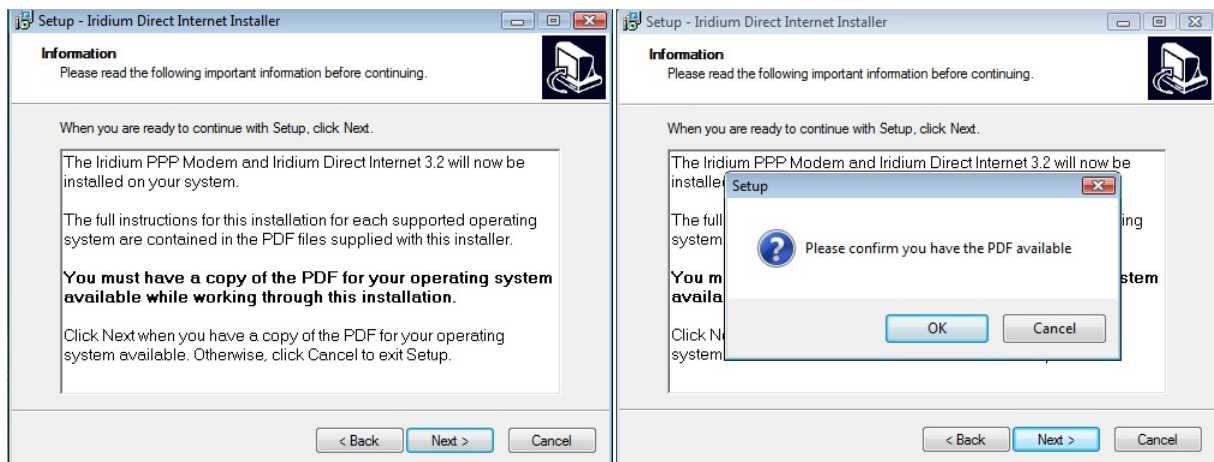 Setup - Iridium Direct Internet Installer
Information
Please read the following important information before continuing.
When you are ready to continue with Setup, click Next.
The Iridium PPP Modem and Iridium Direct Internet 3.2 will now be
installed on your system.
The full instructions for this installation for each supported operating
system are contained in the PDF files supplied with this installer.
You must have a copy of the PDF for your operating system
available while working through this installation.
Click Next when you have a copy of the PDF for your operating
system available. Otherwise, click Cancel to exit Setup.
< Back
Next >
Cancel
Setup - Iridium Direct Internet Installer
Information
Please read the following important information before continuing.
When you are ready to continue with Setup, click Next.
The Iridium PPP Modem and Iridium Direct Internet 3.2 will now be
installe
The full ing
system
You m stem
availa
Click N
system
Setup
Please confirm you have the PDF available
OK
Cancel
< Back
Next >
Cancel